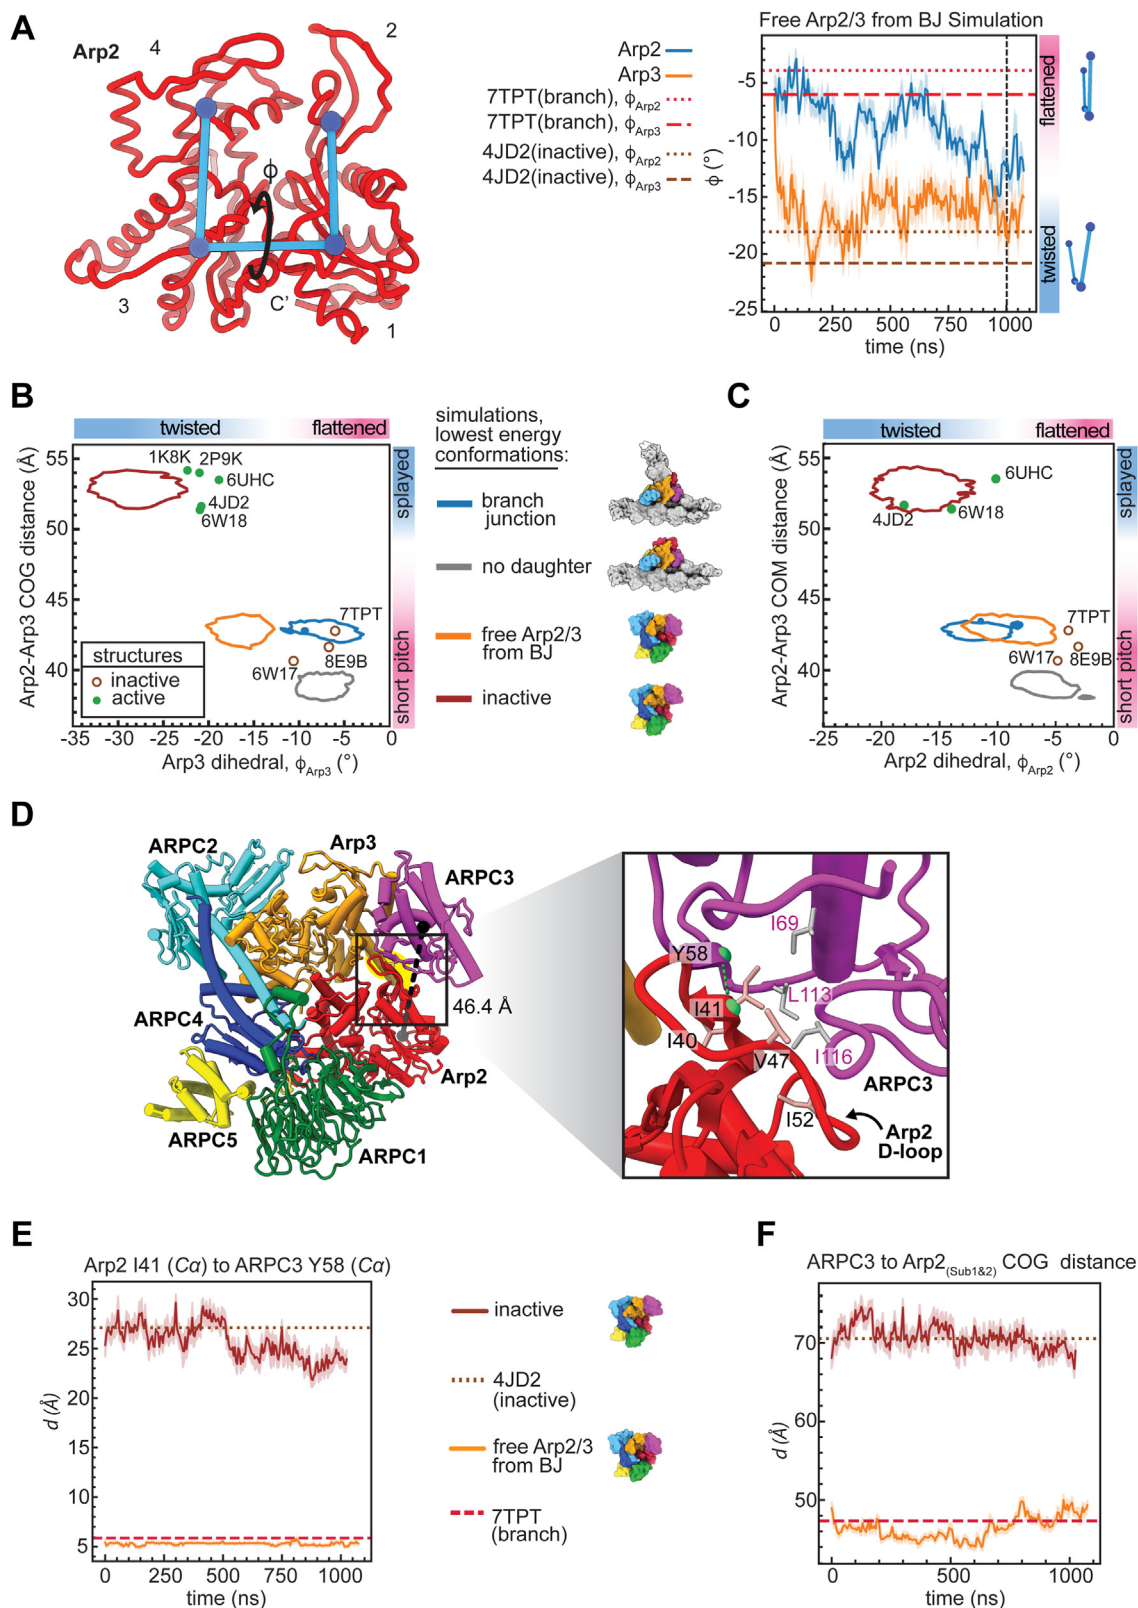 A
Arp2
4
2
ϕ
3
C'
1
Free Arp2/3 from BJ Simulation
Arp2
Arp3
7TPT(branch), ϕArp2
7TPT(branch), ϕArp3
4JD2(inactive), ϕArp2
4JD2(inactive), ϕArp3
ϕ (°)
-5
-10
-15
-20
-25
0
250
500
750
1000
time (ns)
flattened
twisted
B
twisted
flattened
1K8K
2P9K
6UHC
4JD2
6W18
7TPT
6W17
8E9B
structures
inactive
active
Arp2-Arp3 COG distance (Å)
55
50
45
40
-35
-30
-25
-20
-15
-10
-5
0
Arp3 dihedral, ϕArp3 (°)
splayed
short pitch
simulations,
lowest energy
conformations:
branch
junction
no daughter
free Arp2/3
from BJ
inactive
C
twisted
flattened
6UHC
4JD2
6W18
7TPT
6W17
8E9B
Arp2-Arp3 COM distance (Å)
55
50
45
40
-25
-20
-15
-10
-5
0
Arp2 dihedral, ϕArp2 (°)
splayed
short pitch
D
ARPC2
Arp3
ARPC3
46.4 Å
ARPC4
Arp2
ARPC5
ARPC1
I69
Y58
L113
I41
I40
V47
I116
ARPC3
I52
Arp2
D-loop
E
Arp2 I41 (Cα) to ARPC3 Y58 (Cα)
d (Å)
30
25
20
15
10
5
0
250
500
750
1000
time (ns)
inactive
4JD2
(inactive)
free Arp2/3
from BJ
7TPT
(branch)
F
ARPC3 to Arp2(Sub1&2) COG distance
d (Å)
70
60
50
0
500
1000
time (ns)